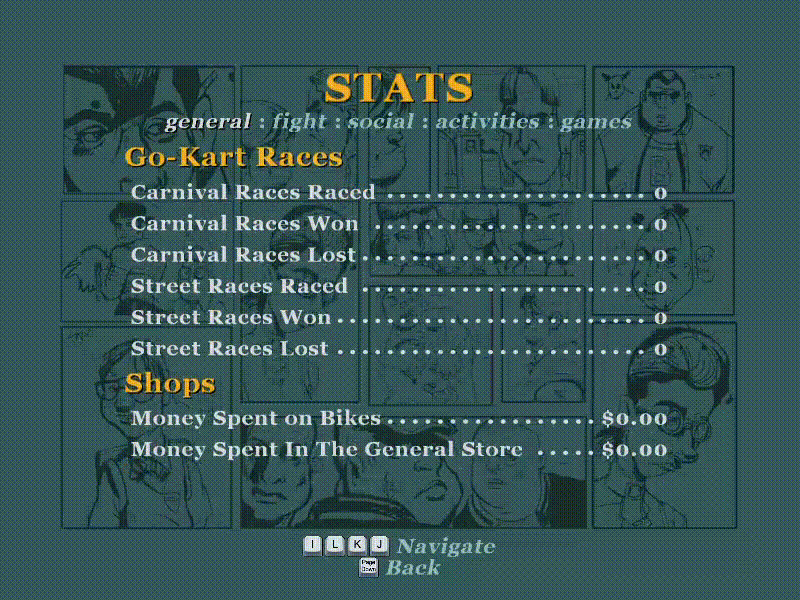 STATS
general : fight : social : activities : games
Go-Kart Races
Carnival Races Raced ...................... 0
Carnival Races Won ....................... 0
Carnival Races Lost ........................ 0
Street Races Raced ........................ 0
Street Races Won .......................... 0
Street Races Lost .......................... 0
Shops
Money Spent on Bikes ................. $0.00
Money Spent In The General Store ..... $0.00
I L K J Navigate
Page Down Back